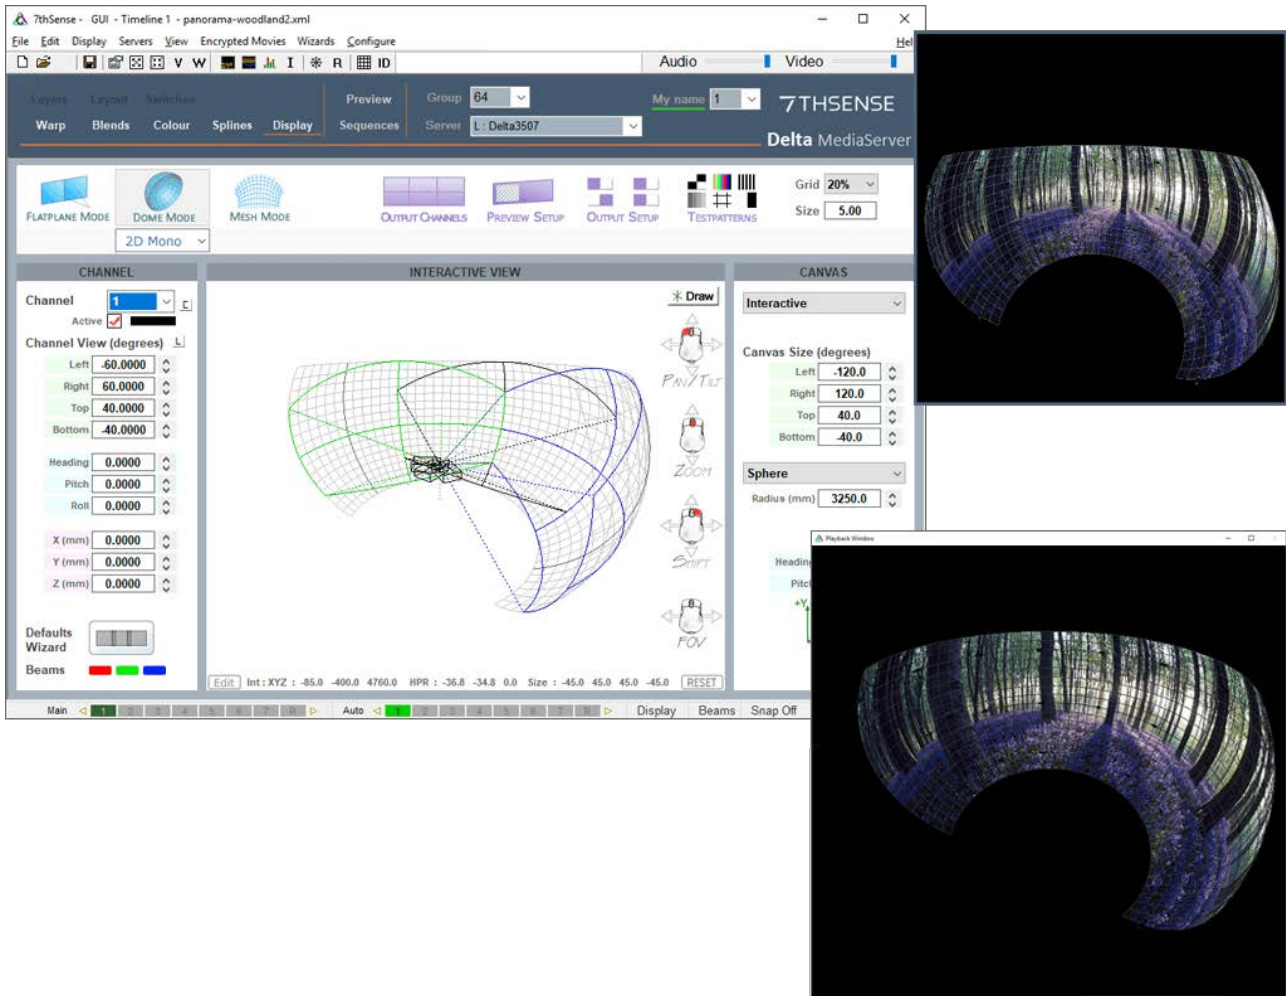 7thSense - GUI - Timeline 1 - panorama-woodland2.xml
File Edit Display Servers View Encrypted Movies Wizards Configure Hel
V W I R ID Audio Video
Layers Layout Switches Preview Group 64 My name 1 7THSENSE
Warp Blends Colour Splines Display Sequences Server L : Delta3507
Delta MediaServer
Grid 20%
Size 5.00
FLATPLANE MODE DOME MODE MESH MODE OUTPUT CHANNELS PREVIEW SETUP OUTPUT SETUP TESTPATTERNS
2D Mono
CHANNEL INTERACTIVE VIEW CANVAS
Channel 1 C
Active
Channel View (degrees) L
Left -60.0000
Right 60.0000
Top 40.0000
Bottom -40.0000
Heading 0.0000
Pitch 0.0000
Roll 0.0000
X (mm) 0.0000
Y (mm) 0.0000
Z (mm) 0.0000
Defaults
Wizard
Beams
Draw
PAN/TILT
ZOOM
SHIFT
FOV
Edit Int : XYZ : -85.0 -400.0 4760.0 HPR : -36.8 -34.8 0.0 Size : -45.0 45.0 45.0 -45.0 RESET
Interactive
Canvas Size (degrees)
Left -120.0
Right 120.0
Top 40.0
Bottom -40.0
Sphere
Radius (mm) 3250.0
Heading
Pitc
+Y
Main 1 2 3 4 5 6 7 R Auto 1 2 3 4 5 6 7 R Display Beams Snap Off
Playback Window